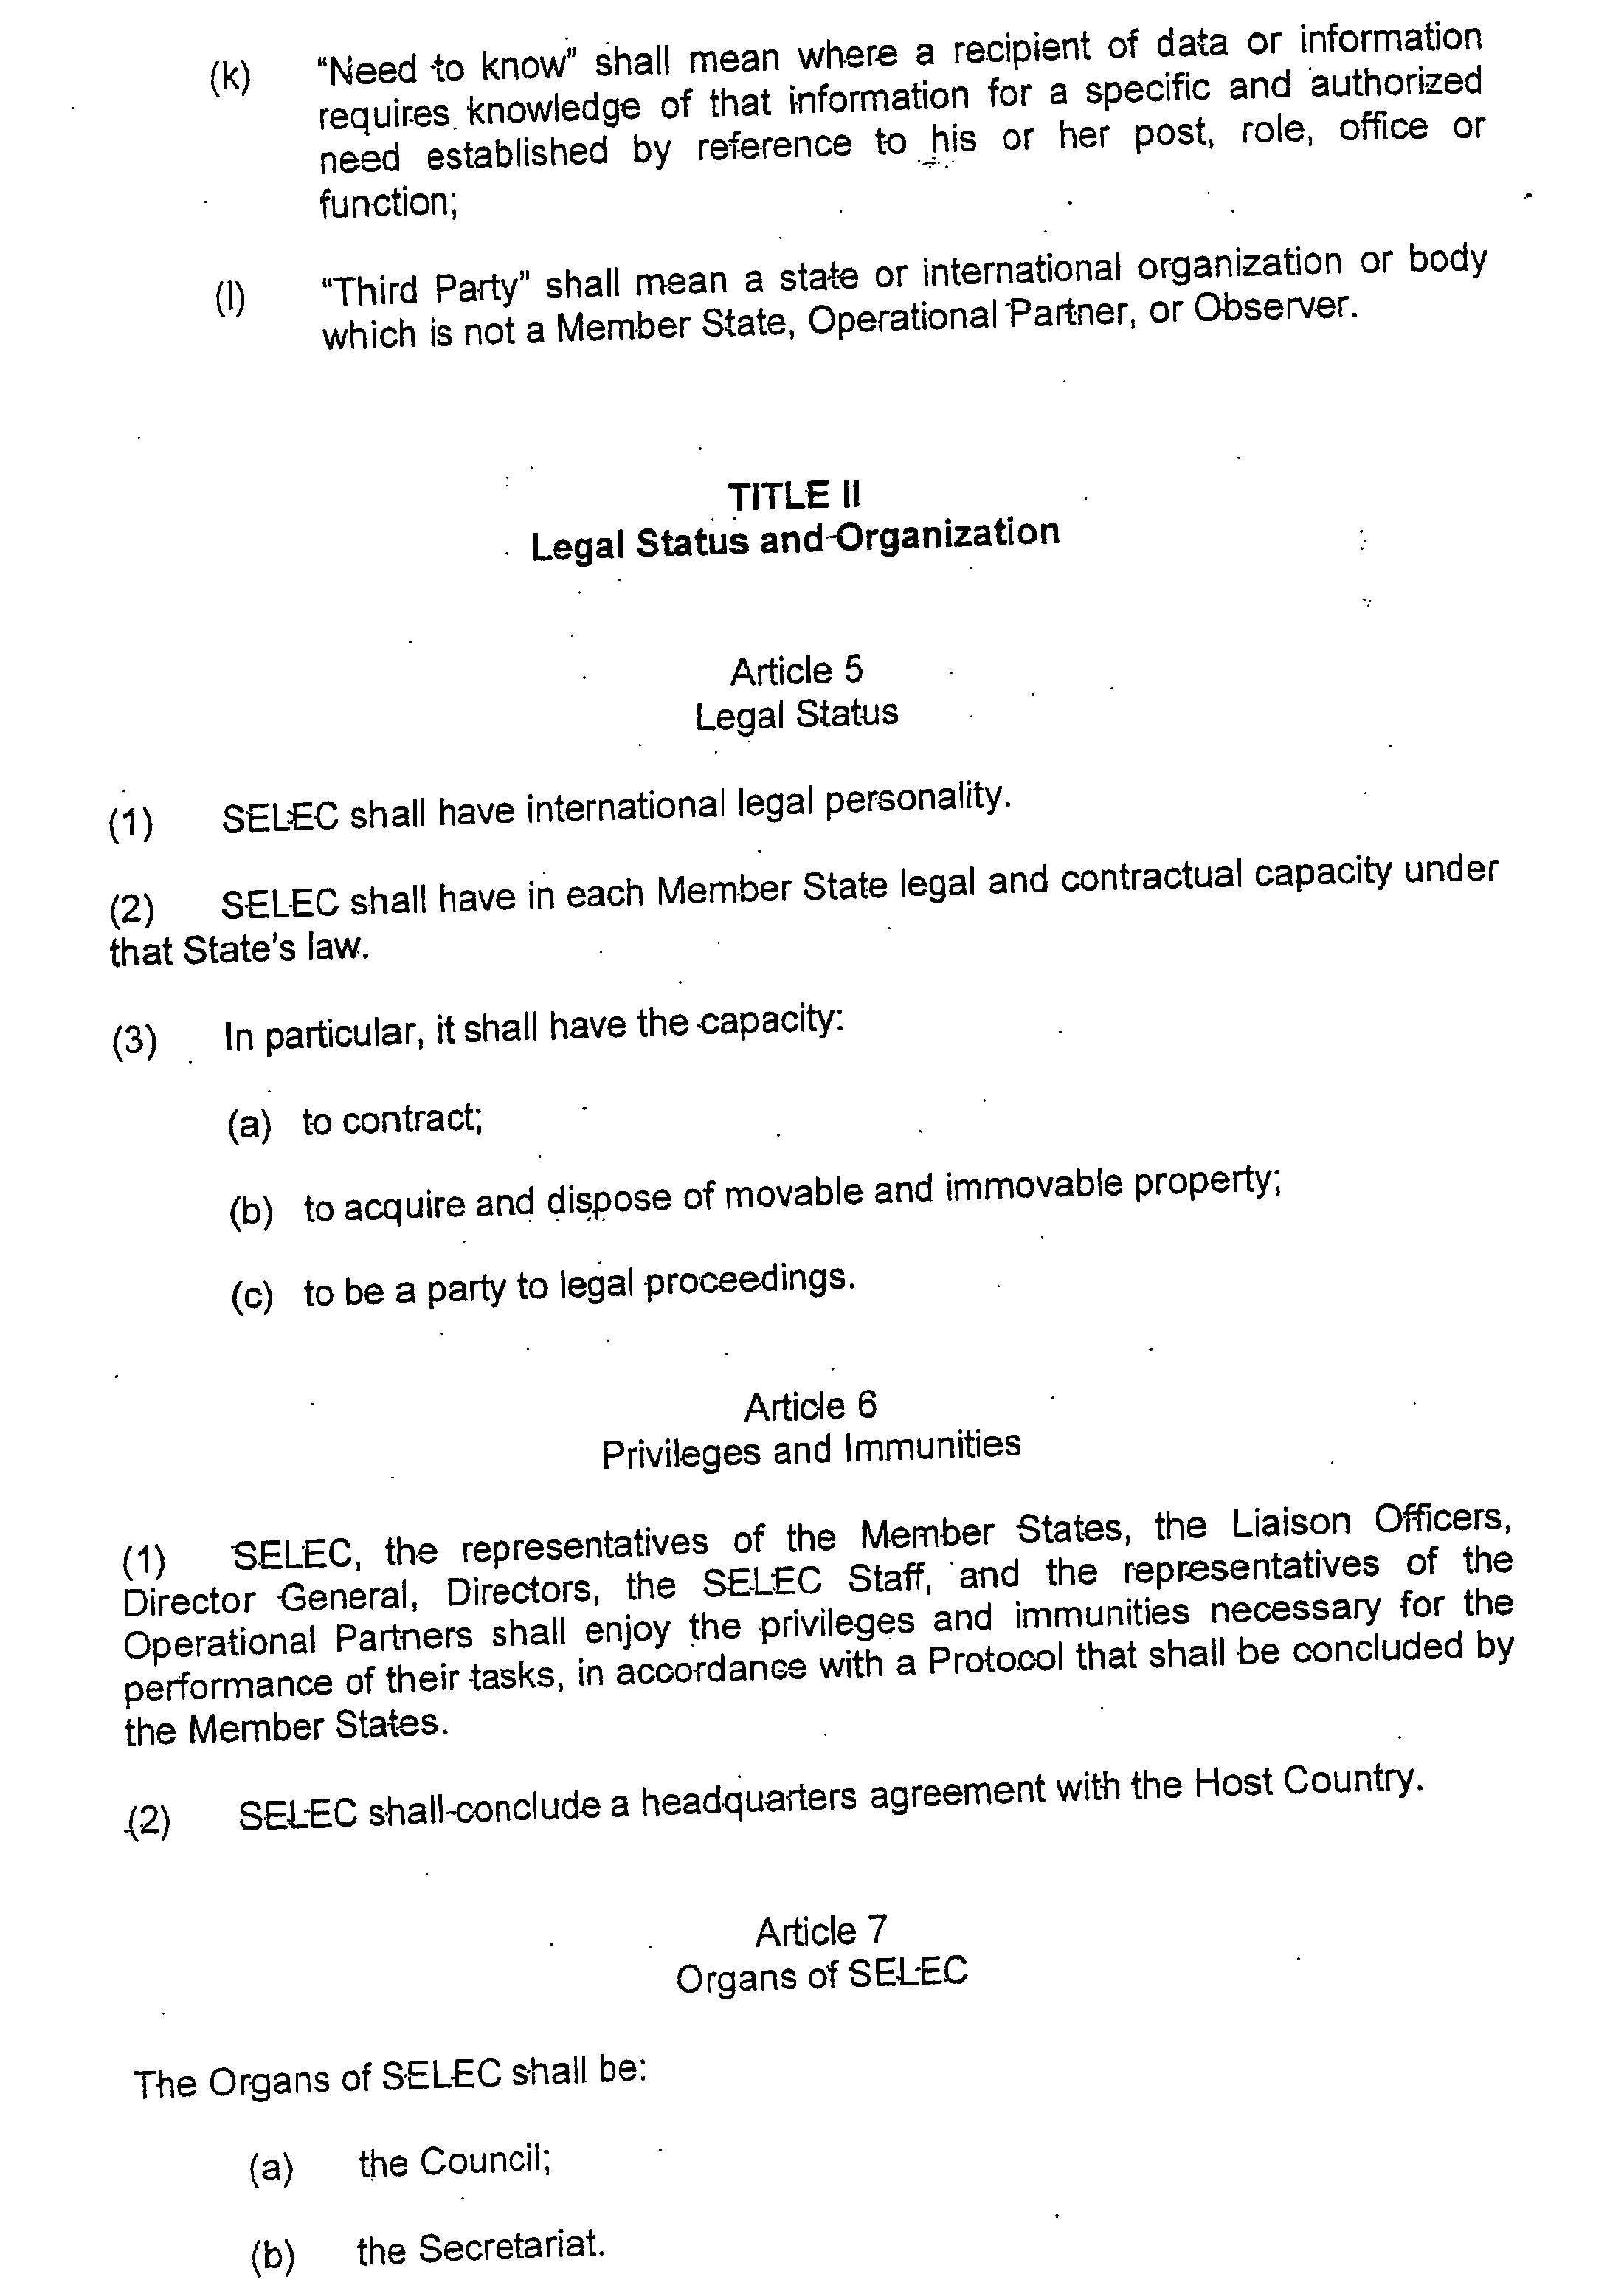 (k) “Need to know” shall mean where a recipient of data or information
requires knowledge of that information for a specific and authorized
need established by reference to his or her post, role, office or
function;
(l) “Third Party” shall mean a state or international organization or body
which is not a Member State, Operational Partner, or Observer.
TITLE II
Legal Status and Organization
Article 5
Legal Status
(1) SELEC shall have international legal personality.
(2) SELEC shall have in each Member State legal and contractual capacity under
that State's law.
(3) In particular, it shall have the capacity:
(a) to contract;
(b) to acquire and dispose of movable and immovable property;
(c) to be a party to legal proceedings.
Article 6
Privileges and Immunities
(1) SELEC, the representatives of the Member States, the Liaison Officers,
Director General, Directors, the SELEC Staff, and the representatives of the
Operational Partners shall enjoy the privileges and immunities necessary for the
performance of their tasks, in accordance with a Protocol that shall be concluded by
the Member States.
(2) SELEC shall conclude a headquarters agreement with the Host Country.
Article 7
Organs of SELEC
The Organs of SELEC shall be:
(a) the Council;
(b) the Secretariat.